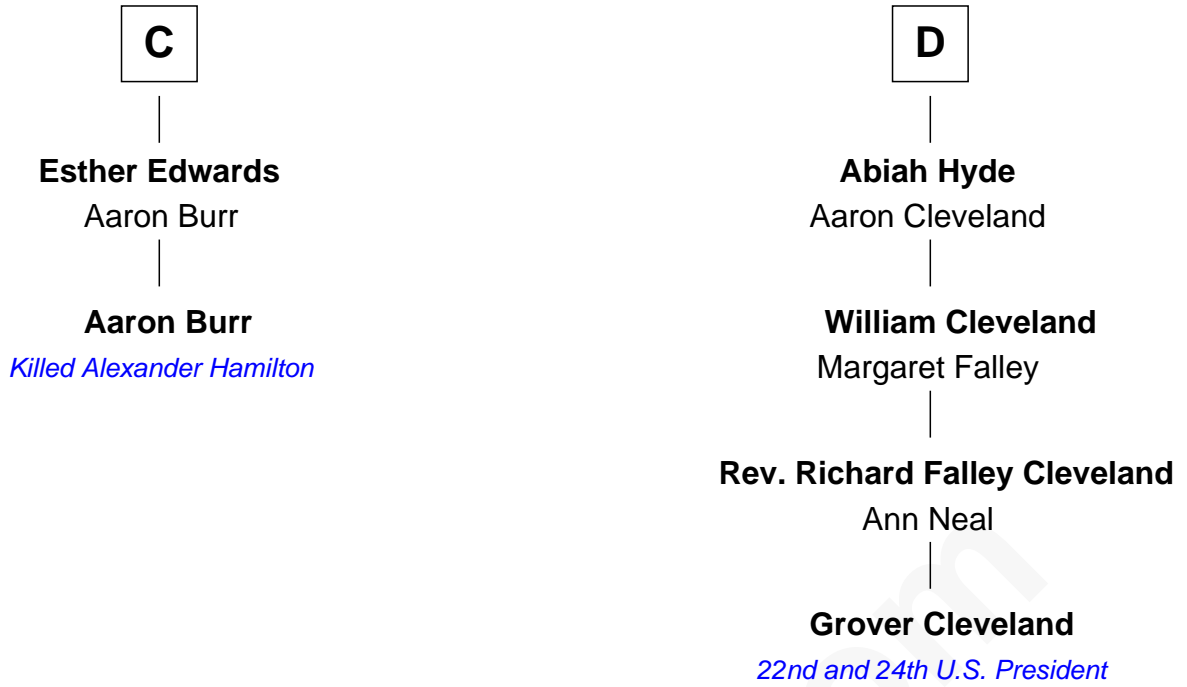 C
Esther Edwards
Aaron Burr
Aaron Burr
Killed Alexander Hamilton
D
Abiah Hyde
Aaron Cleveland
William Cleveland
Margaret Falley
Rev. Richard Falley Cleveland
Ann Neal
Grover Cleveland
22nd and 24th U.S. President